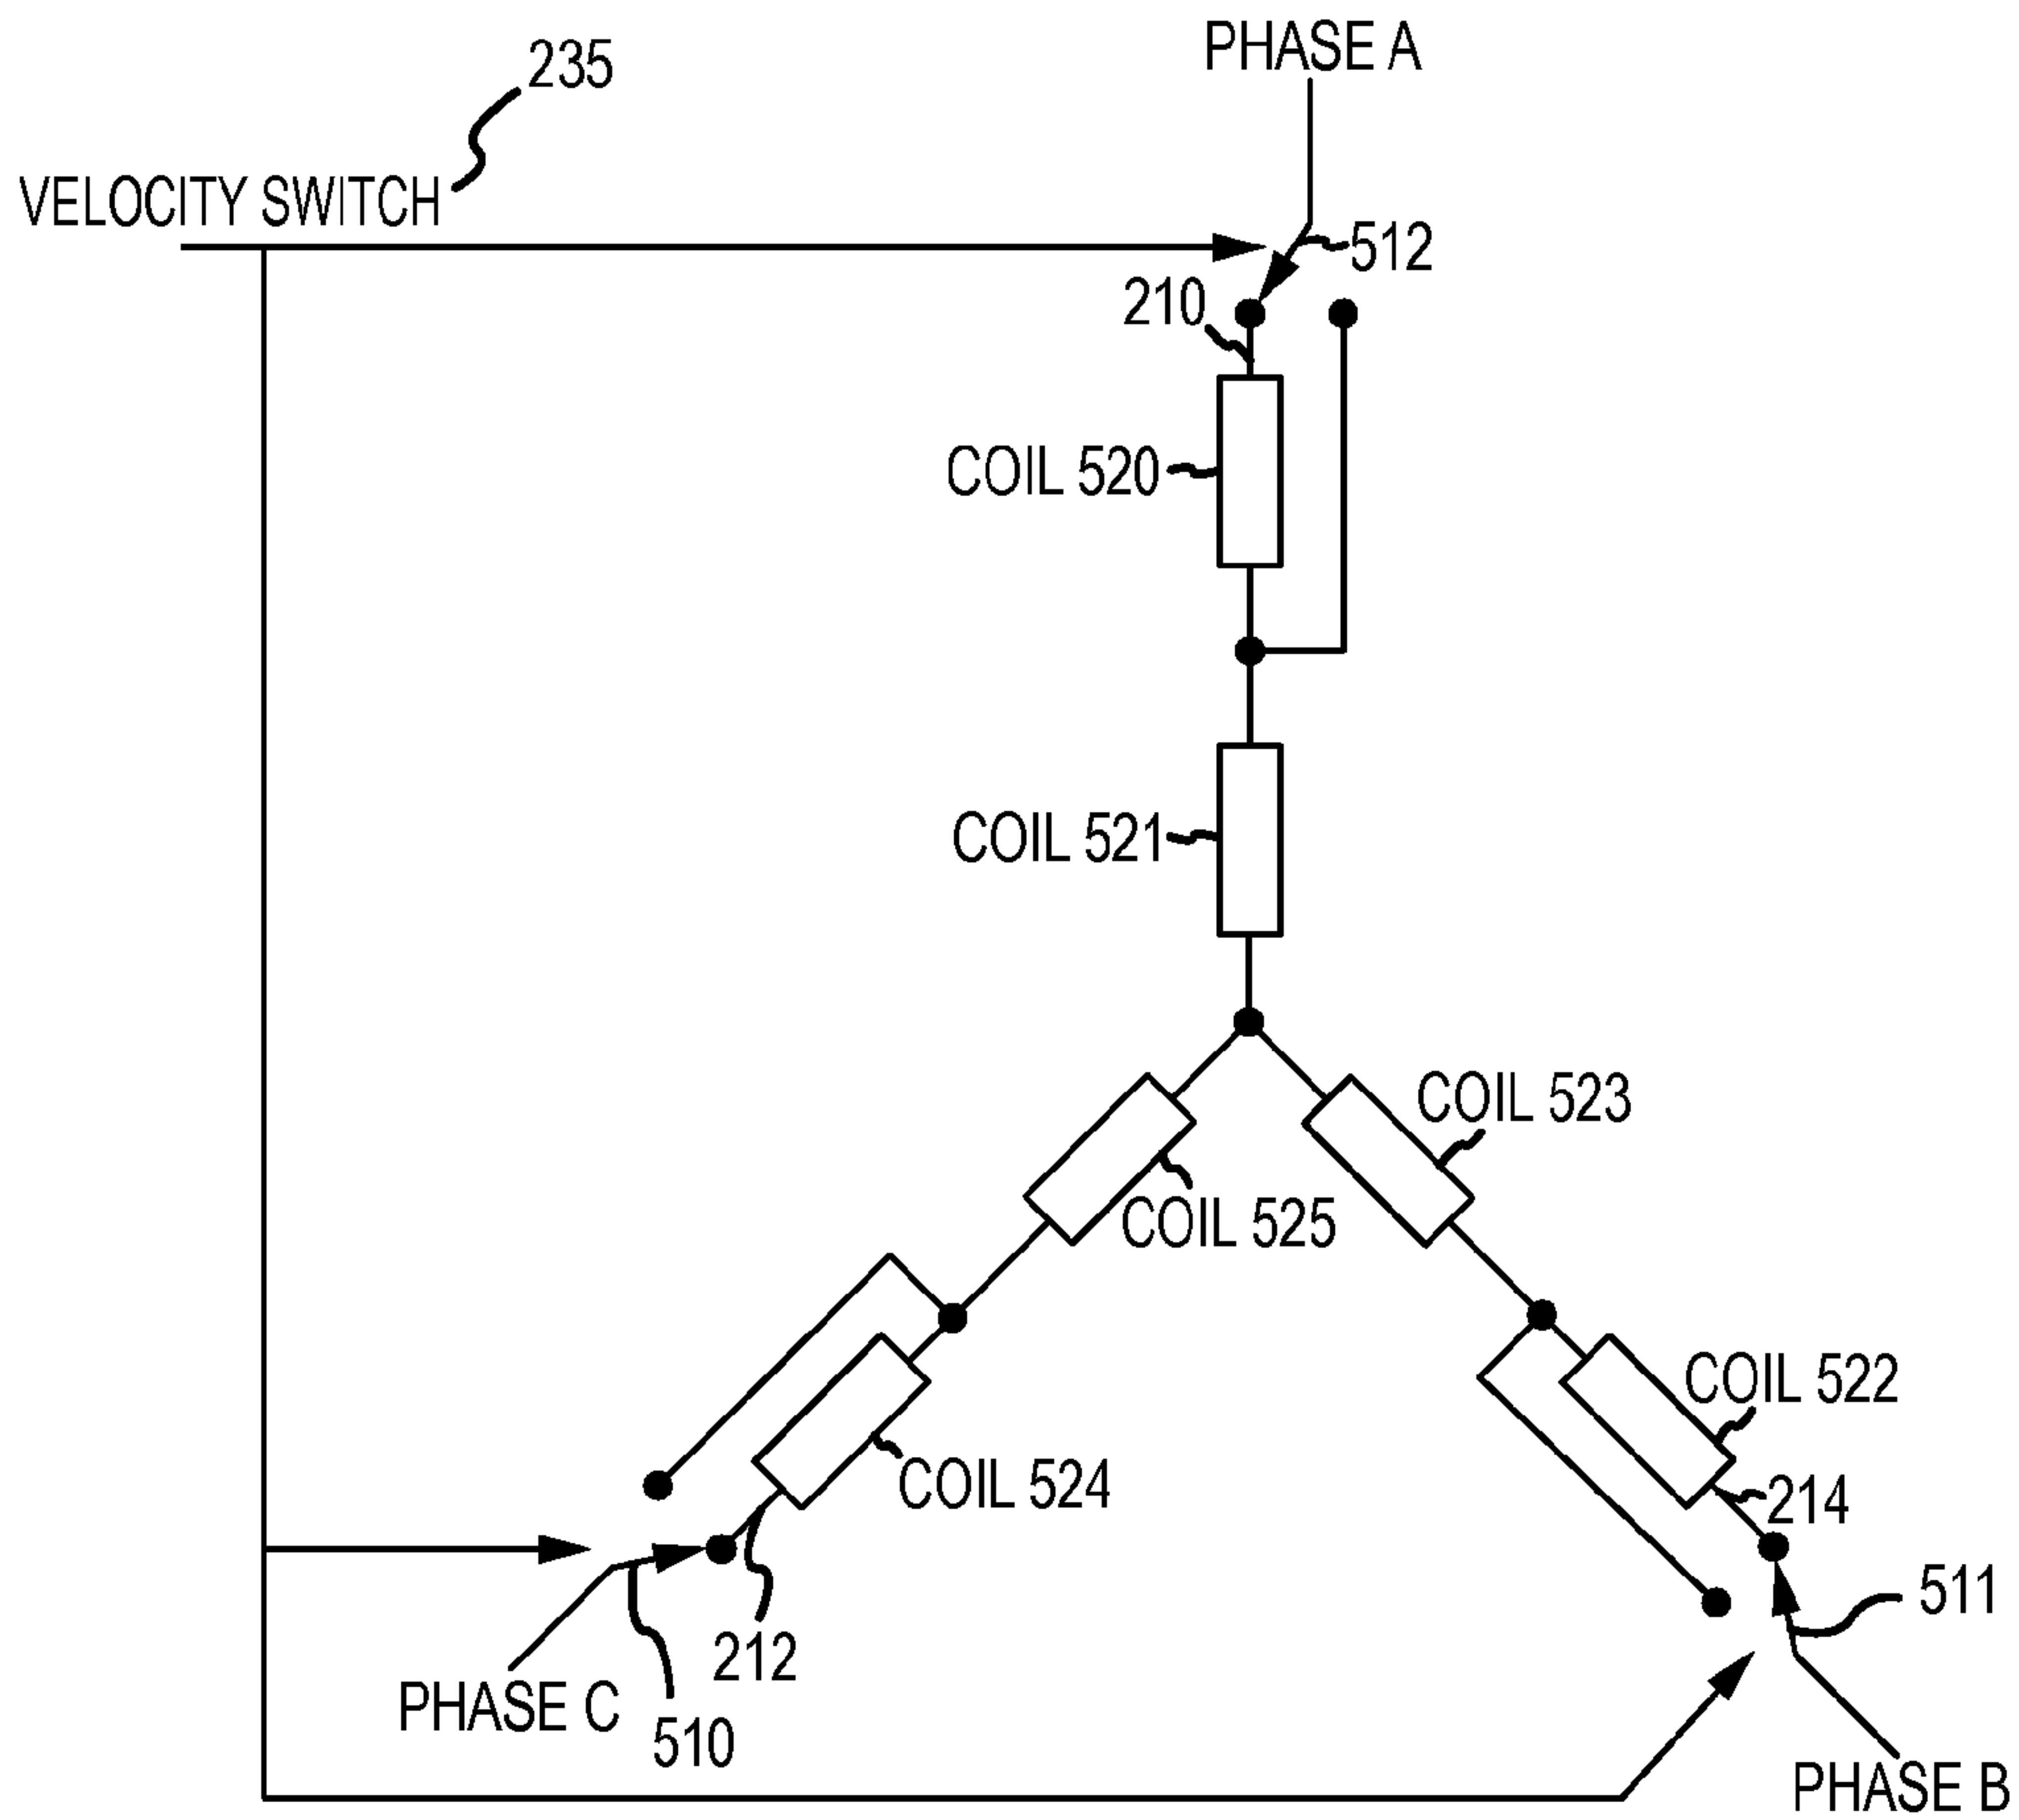 PHASE A
235
VELOCITY SWITCH
512
210
COIL 520
COIL 521
COIL 523
COIL 525
COIL 522
COIL 524
214
511
212
PHASE C
510
PHASE B